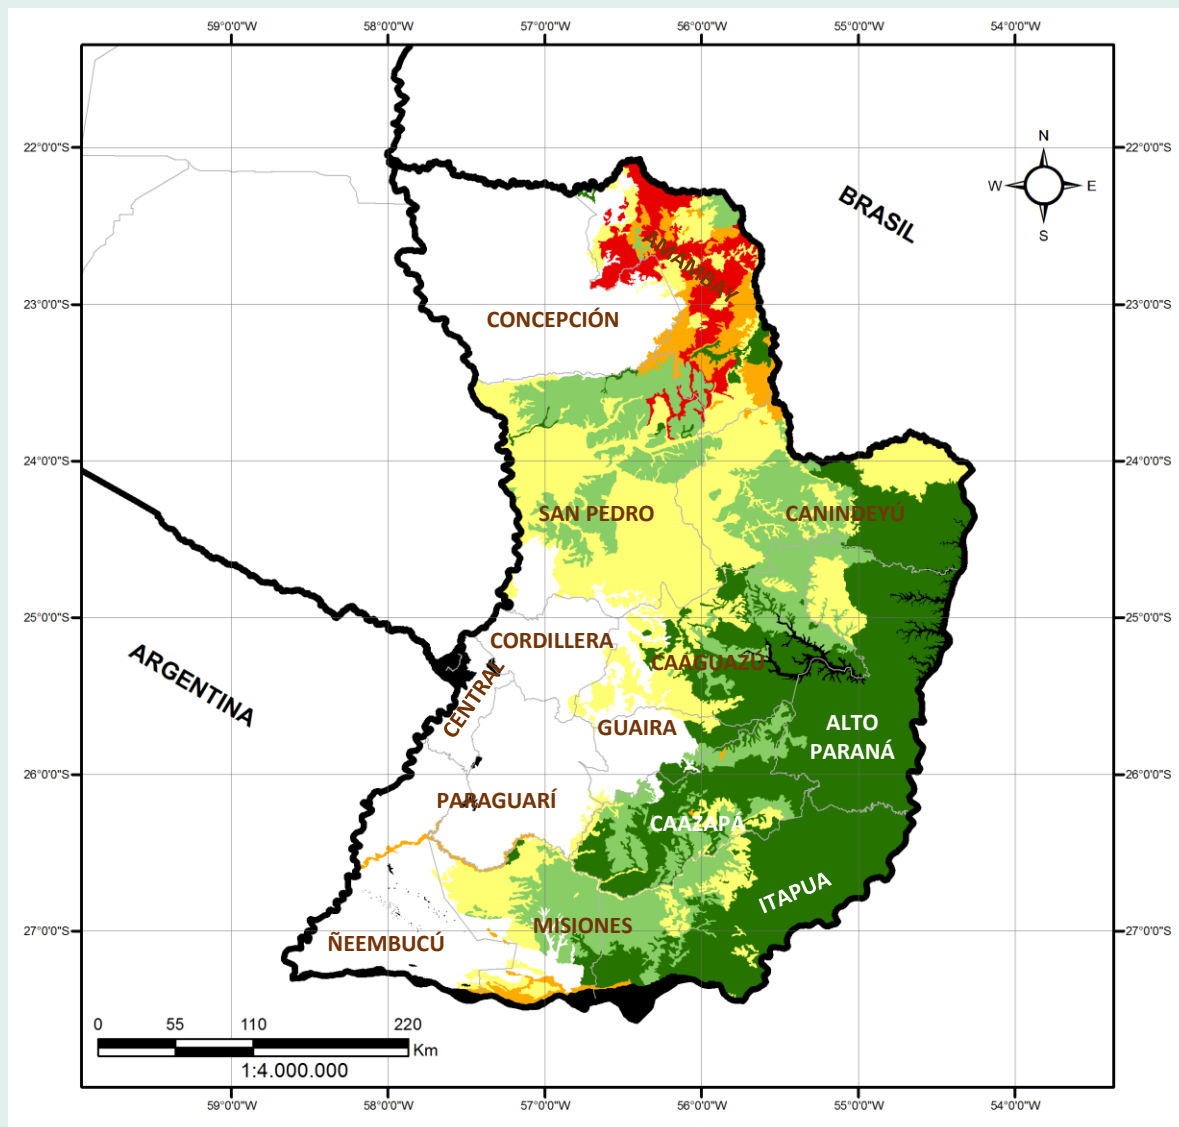 59°0'0"W 58°0'0"W 57°0'0"W 56°0'0"W 55°0'0"W 54°0'0"W
22°0'0"S 22°0'0"S
N
W E
S
BRASIL
AMAMBAY
23°0'0"S 23°0'0"S
CONCEPCIÓN
24°0'0"S 24°0'0"S
SAN PEDRO
CANINDEYÚ
25°0'0"S 25°0'0"S
CORDILLERA
CAAGUAZÚ
ARGENTINA
CENTRAL
GUAIRA
ALTO
PARANÁ
26°0'0"S 26°0'0"S
PARAGUARÍ
CAAZAPÁ
ITAPUA
MISIONES
27°0'0"S 27°0'0"S
ÑEEMBUCÚ
0 55 110 220
Km
1:4.000.000
59°0'0"W 58°0'0"W 57°0'0"W 56°0'0"W 55°0'0"W 54°0'0"W